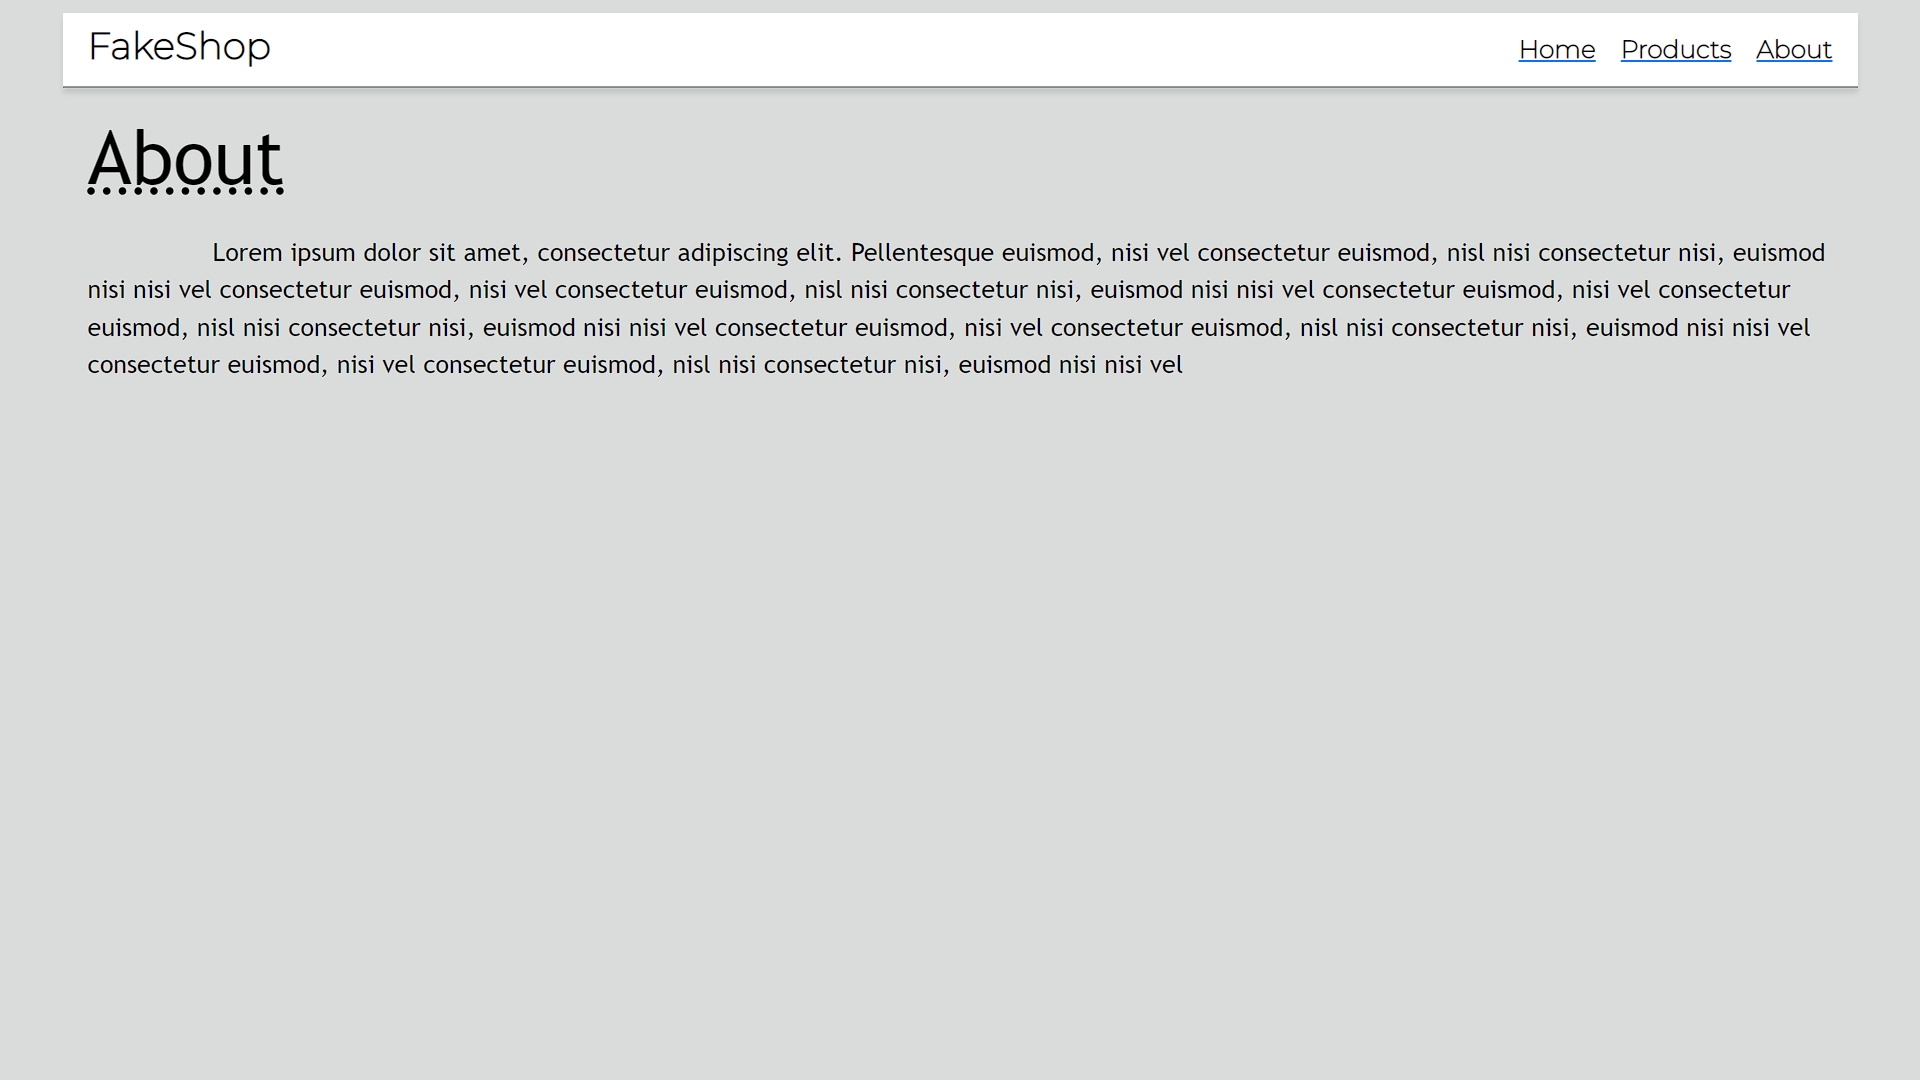 FakeShop
Home Products About
About
Lorem ipsum dolor sit amet, consectetur adipiscing elit. Pellentesque euismod, nisi vel consectetur euismod, nisl nisi consectetur nisi, euismod
nisi nisi vel consectetur euismod, nisi vel consectetur euismod, nisl nisi consectetur nisi, euismod nisi nisi vel consectetur euismod, nisi vel consectetur
euismod, nisl nisi consectetur nisi, euismod nisi nisi vel consectetur euismod, nisi vel consectetur euismod, nisl nisi consectetur nisi, euismod nisi nisi vel
consectetur euismod, nisi vel consectetur euismod, nisl nisi consectetur nisi, euismod nisi nisi vel